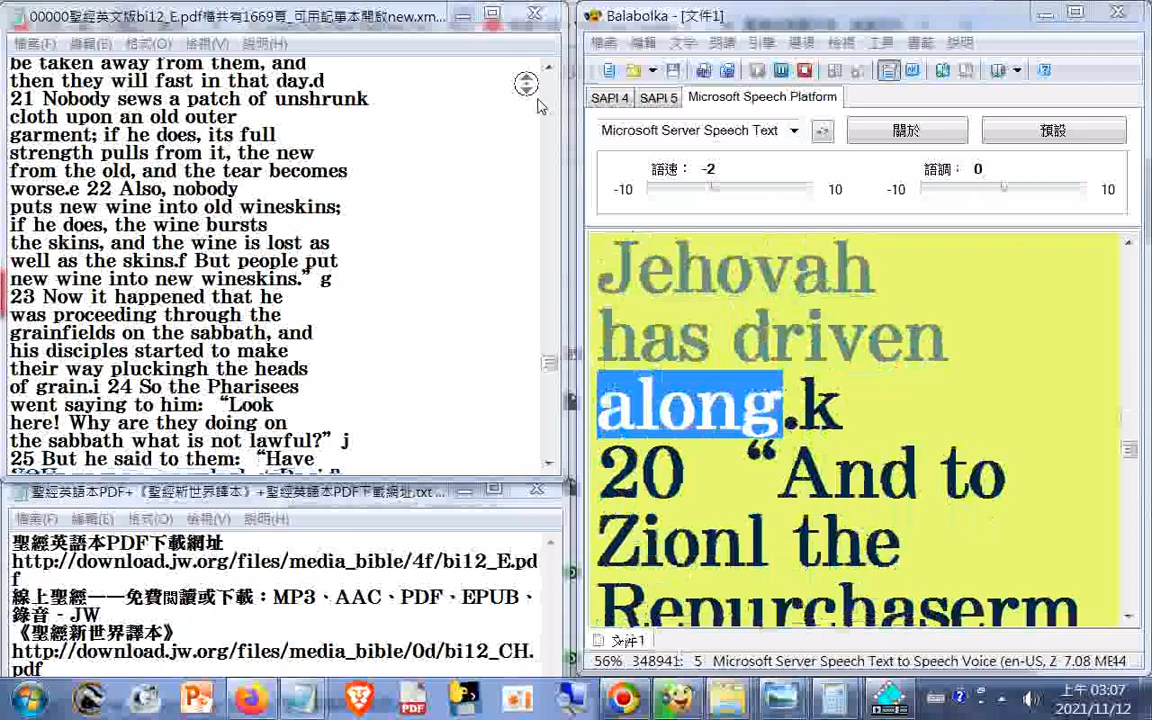 00000聖經英文版bi12_E.pdf檔共有1669頁_可用記事本開啟new.xm...
檔案(F) 編輯(E) 格式(O) 檢視(V) 說明(H)
be taken away from them, and
then they will fast in that day.d
21 Nobody sews a patch of unshrunk
cloth upon an old outer
garment; if he does, its full
strength pulls from it, the new
from the old, and the tear becomes
worse.e 22 Also, nobody
puts new wine into old wineskins;
if he does, the wine bursts
the skins, and the wine is lost as
well as the skins.f But people put
new wine into new wineskins.” g
23 Now it happened that he
was proceeding through the
grainfields on the sabbath, and
his disciples started to make
their way pluckingh the heads
of grain.i 24 So the Pharisees
went saying to him: “Look
here! Why are they doing on
the sabbath what is not lawful?” j
25 But he said to them: “Have
聖經英語本PDF+《聖經新世界譯本》+聖經英語本PDF下載網址.txt ...
檔案(F) 編輯(E) 格式(O) 檢視(V) 說明(H)
聖經英語本PDF下載網址
http://download.jw.org/files/media_bible/4f/bi12_E.pd
f
線上聖經——免費閱讀或下載：MP3、AAC、PDF、EPUB、
錄音 - JW
《聖經新世界譯本》
http://download.jw.org/files/media_bible/0d/bi12_CH.
pdf
Balabolka - [文件1]
檔案 編輯 文字 閱讀 引擎 選項 檢視 工具 書籤 說明
SAPI 4 SAPI 5 Microsoft Speech Platform
Microsoft Server Speech Text 關於 預設
語速： -2 語調： 0
-10 10 -10 10
Jehovah
has driven
along.k
20 “And to
Zionl the
Repurchaserm
文件1
56% 348941: 5 Microsoft Server Speech Text to Speech Voice (en-US, Z 7.08 ME44
上午 03:07
2021/11/12